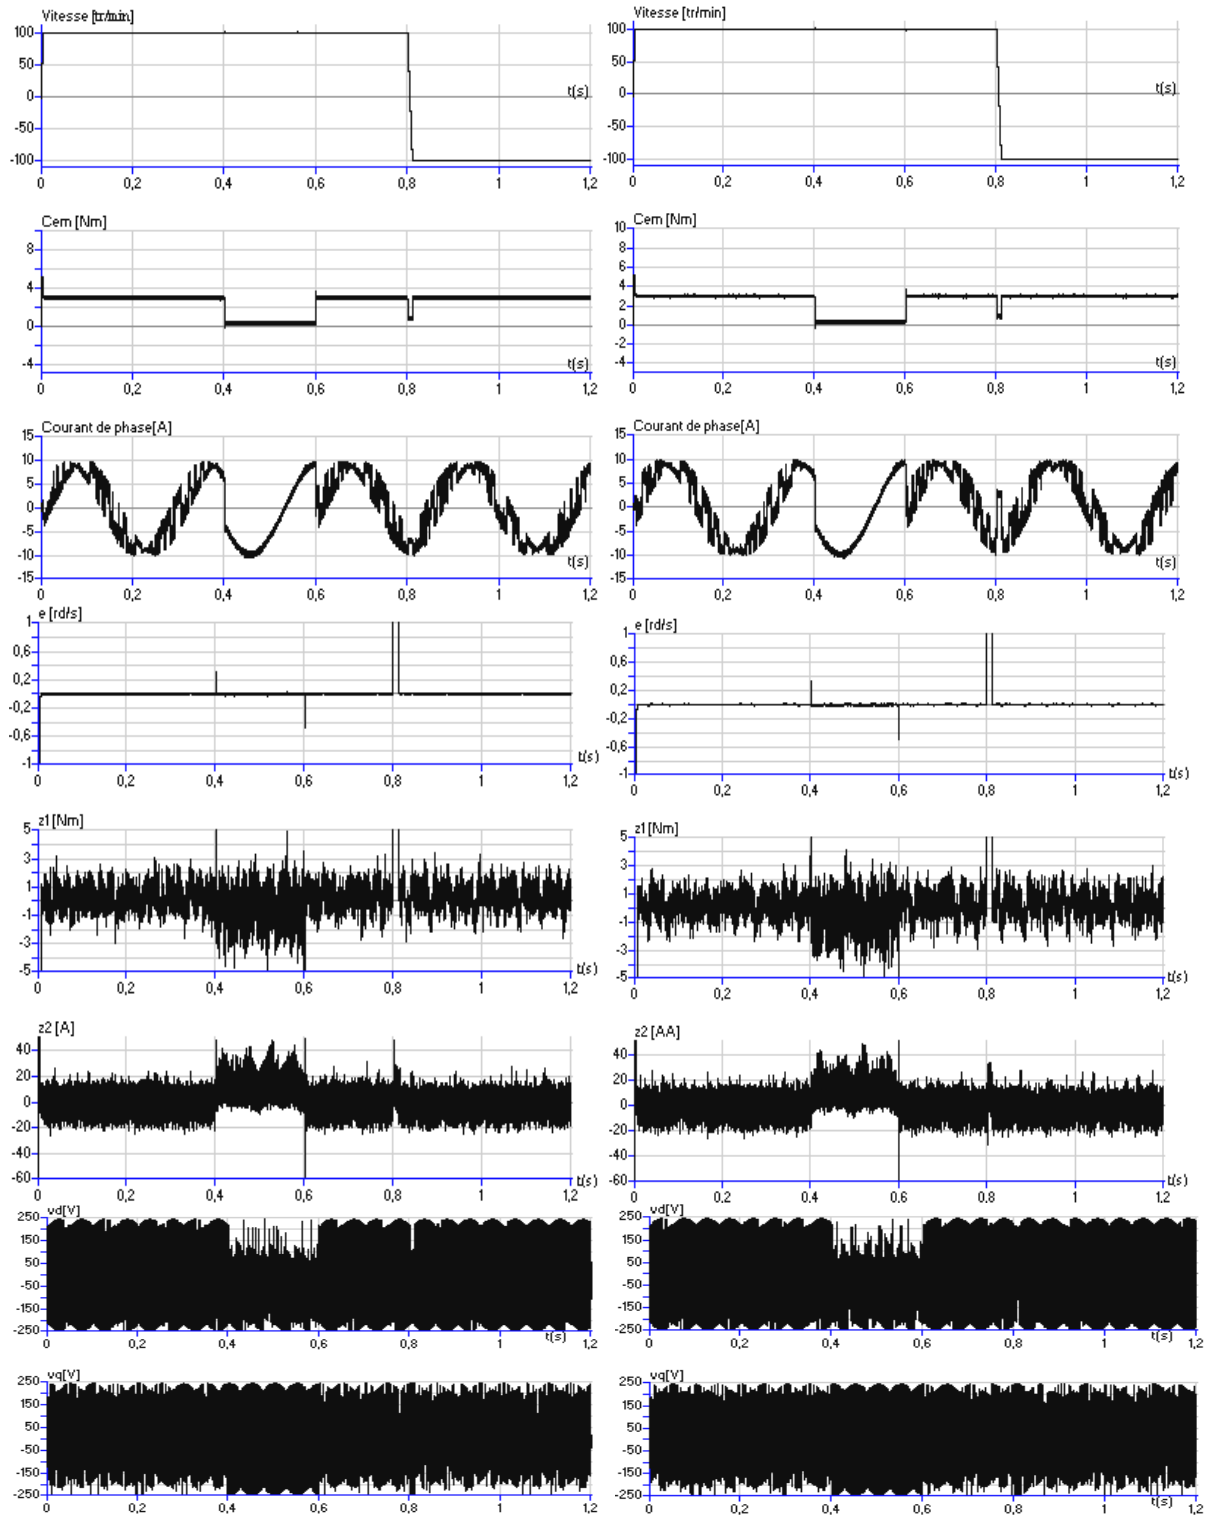 Vitesse [tr/min]
100
50
0
t(s)
-50
-100
0 0,2 0,4 0,6 0,8 1 1,2
Vitesse [tr/min]
100
50
0
t(s)
-50
-100
0 0,2 0,4 0,6 0,8 1 1,2
Cem [Nm]
8
4
0
-4
t(s)
0 0,2 0,4 0,6 0,8 1 1,2
Cem [Nm]
10
8
6
4
2
0
-2
-4
t(s)
0 0,2 0,4 0,6 0,8 1 1,2
Courant de phase[A]
15
10
5
0
-5
-10
t(s)
-15
0 0,2 0,4 0,6 0,8 1 1,2
Courant de phase[A]
15
10
5
0
-5
-10
t(s)
-15
0 0,2 0,4 0,6 0,8 1 1,2
e [rd/s]
1
0,6
0,2
-0,2
-0,6
-1
t(s)
0 0,2 0,4 0,6 0,8 1 1,2
e [rd/s]
1
0,6
0,2
-0,2
-0,6
-1
t(s)
0 0,2 0,4 0,6 0,8 1 1,2
z1 [Nm]
5
3
1
-1
-3
-5
t(s)
0 0,2 0,4 0,6 0,8 1 1,2
z1 [Nm]
5
3
1
-1
-3
-5
t(s)
0 0,2 0,4 0,6 0,8 1 1,2
z2 [A]
40
20
0
-20
-40
-60
t(s)
0 0,2 0,4 0,6 0,8 1 1,2
z2 [AA]
40
20
0
-20
-40
-60
t(s)
0 0,2 0,4 0,6 0,8 1 1,2
vd[V]
250
150
50
-50
-150
-250
t(s)
0 0,2 0,4 0,6 0,8 1 1,2
vd[V]
250
150
50
-50
-150
-250
t(s)
0 0,2 0,4 0,6 0,8 1 1,2
vq[V]
250
150
50
-50
-150
-250
t(s)
0 0,2 0,4 0,6 0,8 1 1,2
vq[V]
250
150
50
-50
-150
-250
t(s)
0 0,2 0,4 0,6 0,8 1 1,2